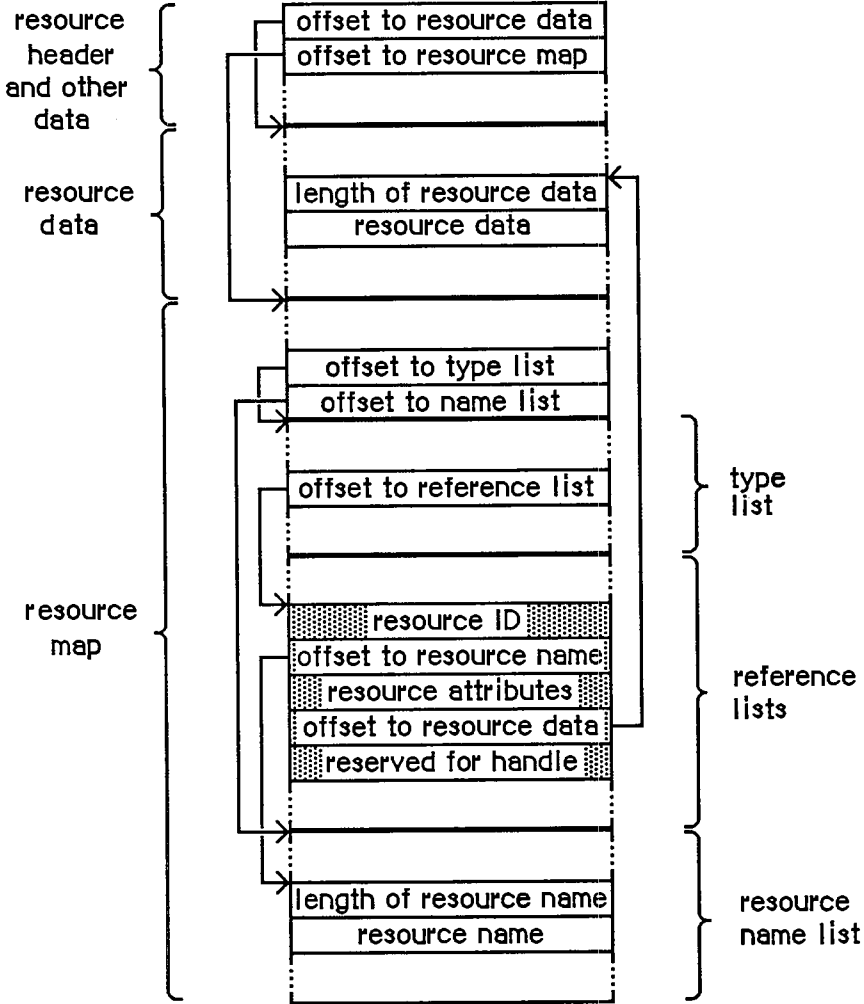 resource
header
and other
data
offset to resource data
offset to resource map
resource
data
length of resource data
resource data
resource
map
offset to type list
offset to name list
offset to reference list
type
list
resource ID
offset to resource name
resource attributes
offset to resource data
reserved for handle
reference
lists
length of resource name
resource name
resource
name list